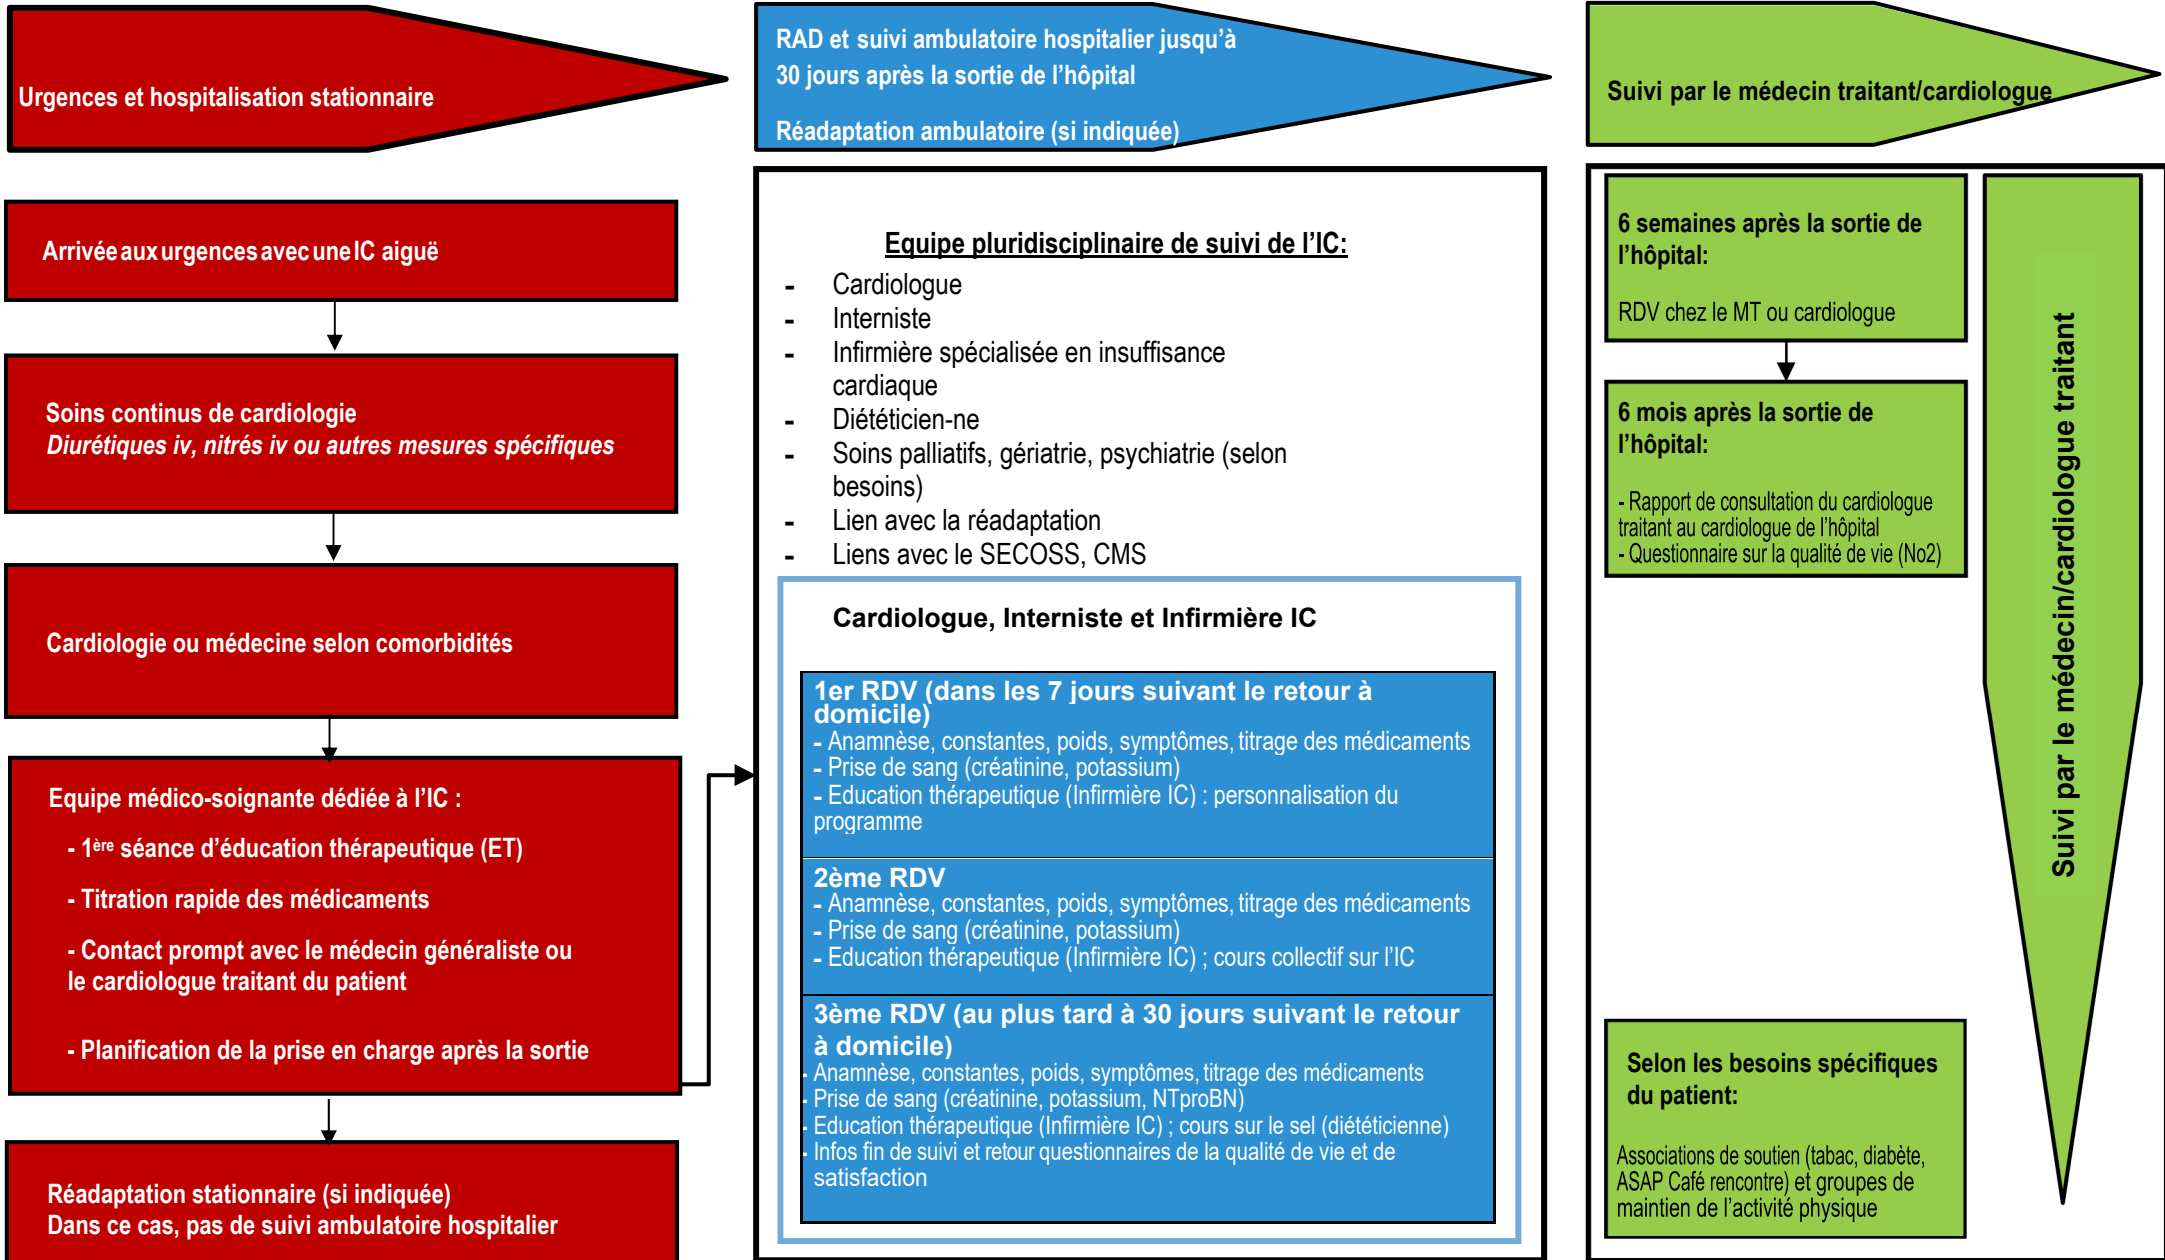 Urgences et hospitalisation stationnaire
Arrivée aux urgences avec une IC aiguë
Soins continus de cardiologie
Diurétiques iv, nitrés iv ou autres mesures spécifiques
Cardiologie ou médecine selon comorbidités
Equipe médico-soignante dédiée à l'IC :
- 1ère séance d'éducation thérapeutique (ET)
- Titration rapide des médicaments
- Contact prompt avec le médecin généraliste ou
le cardiologue traitant du patient
- Planification de la prise en charge après la sortie
Réadaptation stationnaire (si indiquée)
Dans ce cas, pas de suivi ambulatoire hospitalier
RAD et suivi ambulatoire hospitalier jusqu'à
30 jours après la sortie de l'hôpital
Réadaptation ambulatoire (si indiquée)
Equipe pluridisciplinaire de suivi de l'IC:
- Cardiologue
- Interniste
- Infirmière spécialisée en insuffisance
cardiaque
- Diététicien-ne
- Soins palliatifs, gériatrie, psychiatrie (selon
besoins)
- Lien avec la réadaptation
- Liens avec le SECOSS, CMS
Cardiologue, Interniste et Infirmière IC
1er RDV (dans les 7 jours suivant le retour à
domicile)
- Anamnèse, constantes, poids, symptômes, titrage des médicaments
- Prise de sang (créatinine, potassium)
- Education thérapeutique (Infirmière IC) : personnalisation du
programme
2ème RDV
- Anamnèse, constantes, poids, symptômes, titrage des médicaments
- Prise de sang (créatinine, potassium)
- Education thérapeutique (Infirmière IC) ; cours collectif sur l'IC
3ème RDV (au plus tard à 30 jours suivant le retour
à domicile)
- Anamnèse, constantes, poids, symptômes, titrage des médicaments
- Prise de sang (créatinine, potassium, NTproBN)
- Education thérapeutique (Infirmière IC) ; cours sur le sel (diététicienne)
- Infos fin de suivi et retour questionnaires de la qualité de vie et de
satisfaction
Suivi par le médecin traitant/cardiologue
6 semaines après la sortie de
l'hôpital:
RDV chez le MT ou cardiologue
6 mois après la sortie de
l'hôpital:
- Rapport de consultation du cardiologue
traitant au cardiologue de l'hôpital
- Questionnaire sur la qualité de vie (No2)
Selon les besoins spécifiques
du patient:
Associations de soutien (tabac, diabète,
ASAP Café rencontre) et groupes de
maintien de l'activité physique
Suivi par le médecin/cardiologue traitant